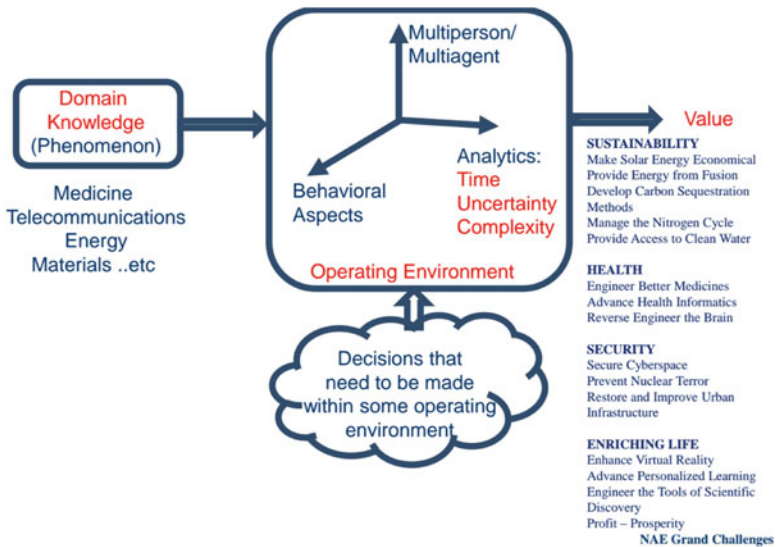 Domain
Knowledge
(Phenomenon)
Medicine
Telecommunications
Energy
Materials ..etc
Multiperson/
Multiagent
Behavioral
Aspects
Analytics:
Time
Uncertainty
Complexity
Operating Environment
Decisions that
need to be made
within some operating
environment
Value
SUSTAINABILITY
Make Solar Energy Economical
Provide Energy from Fusion
Develop Carbon Sequestration
Methods
Manage the Nitrogen Cycle
Provide Access to Clean Water
HEALTH
Engineer Better Medicines
Advance Health Informatics
Reverse Engineer the Brain
SECURITY
Secure Cyberspace
Prevent Nuclear Terror
Restore and Improve Urban
Infrastructure
ENRICHING LIFE
Enhance Virtual Reality
Advance Personalized Learning
Engineer the Tools of Scientific
Discovery
Profit – Prosperity
NAE Grand Challenges